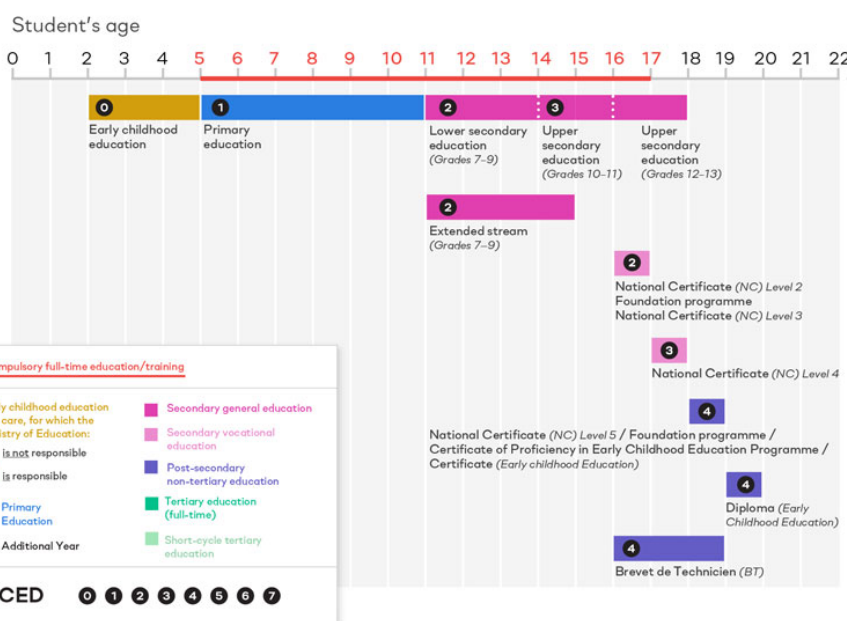 Student's age
0 1 2 3 4 5 6 7 8 9 10 11 12 13 14 15 16 17 18 19 20 21 22
0 1 2 3
Early childhood
education
Primary
education
Lower secondary
education
(Grades 7–9)
Upper
secondary
education
(Grades 10–11)
Upper
secondary
education
(Grades 12–13)
2
Extended stream
(Grades 7–9)
2
National Certificate (NC) Level 2
Foundation programme
National Certificate (NC) Level 3
3
National Certificate (NC) Level 4
4
National Certificate (NC) Level 5 / Foundation programme /
Certificate of Proficiency in Early Childhood Education Programme /
Certificate (Early childhood Education)
4
Diploma (Early
Childhood Education)
4
Brevet de Technicien (BT)
mpulsory full-time education/training
ly childhood education
care, for which the
istry of Education:
is not responsible
is responsible
Primary
Education
Additional Year
Secondary general education
Secondary vocational
education
Post-secondary
non-tertiary education
Tertiary education
(full-time)
Short-cycle tertiary
education
CED 0 1 2 3 4 5 6 7